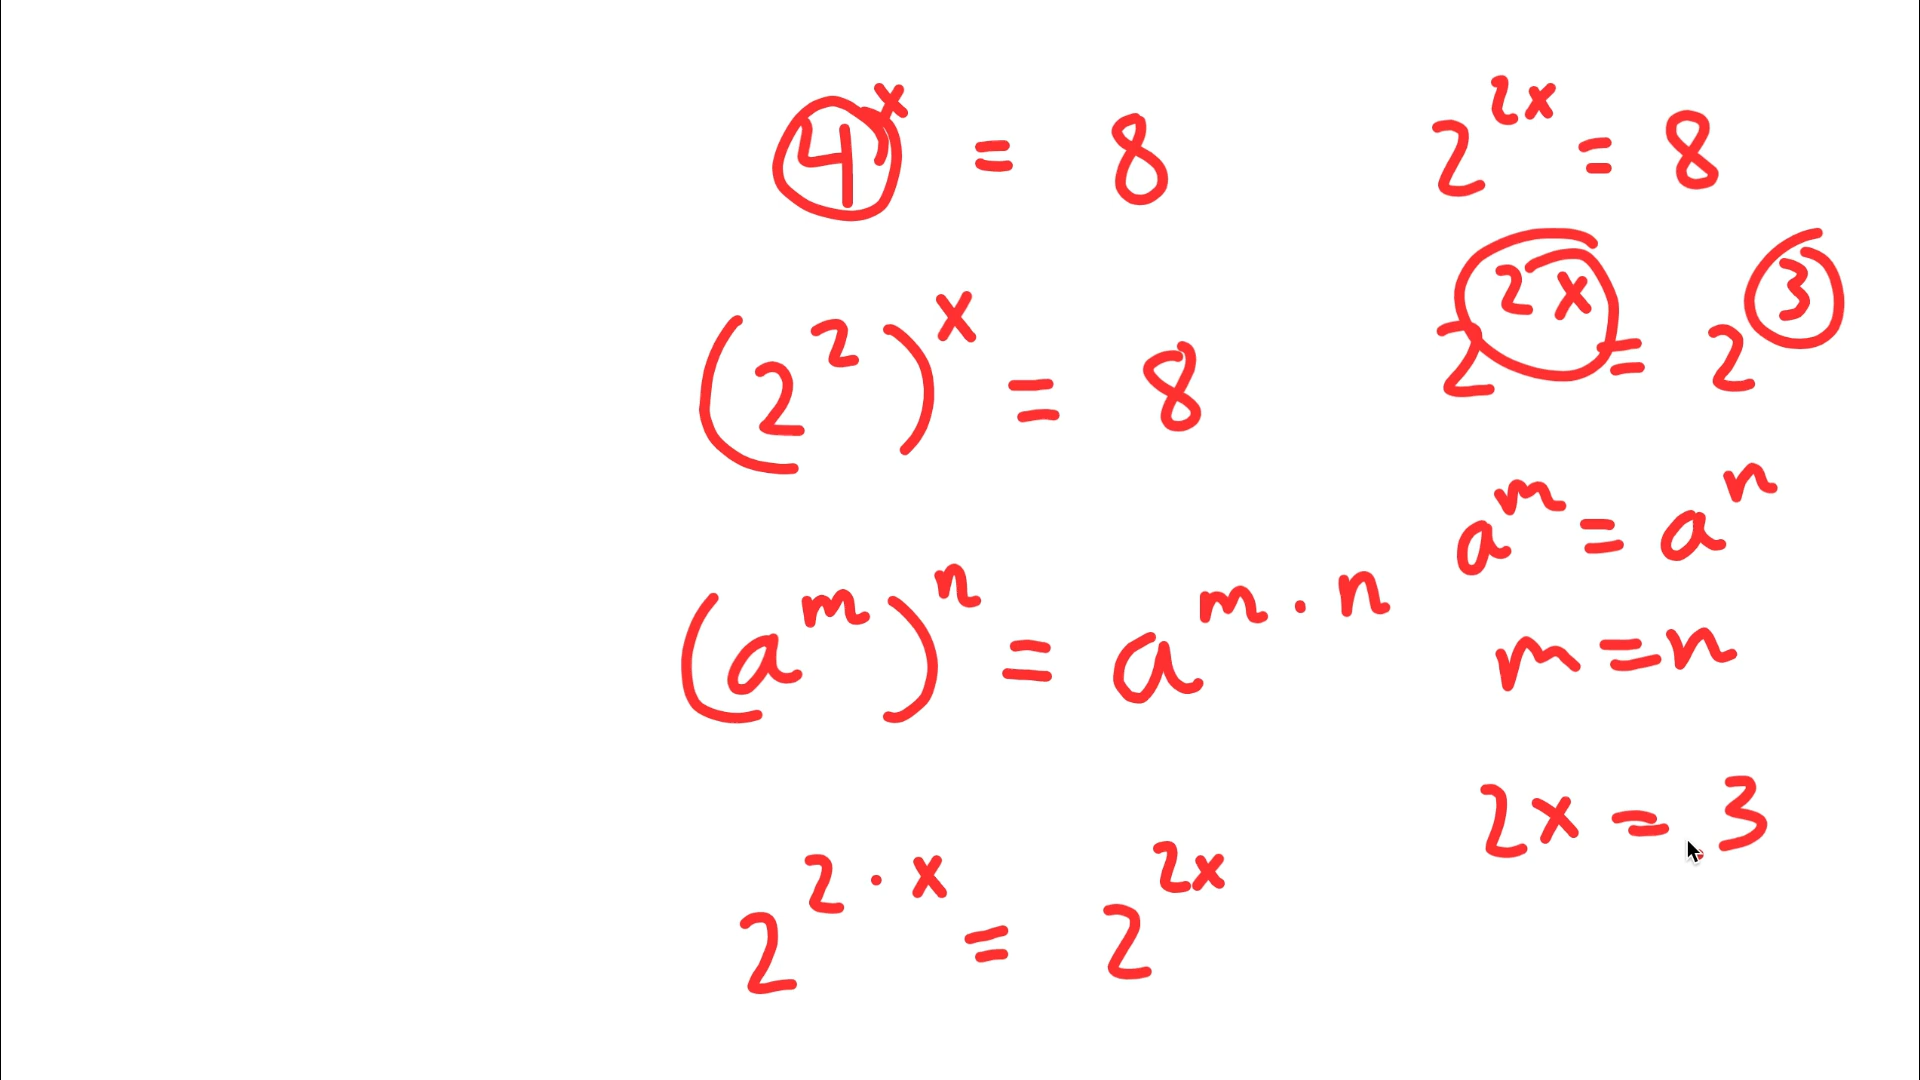 4^x = 8
(2^2)^x = 8
(a^m)^n = a^{m · n}
2^{2 · x} = 2^{2x}
2^{2x} = 8
2^{2x} = 2^3
a^m = a^n
m = n
2x = 3